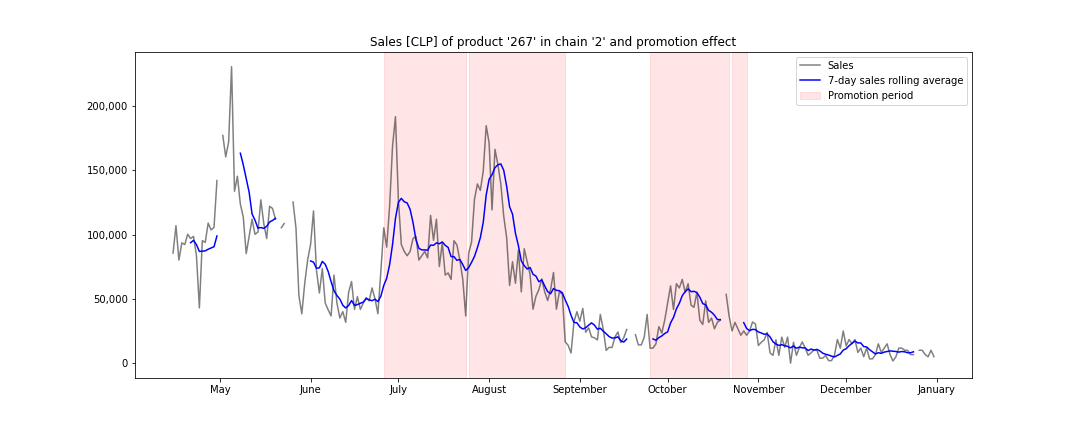 Sales [CLP] of product '267' in chain '2' and promotion effect
Sales
7-day sales rolling average
Promotion period
200,000
150,000
100,000
50,000
0
May June July August September October November December January